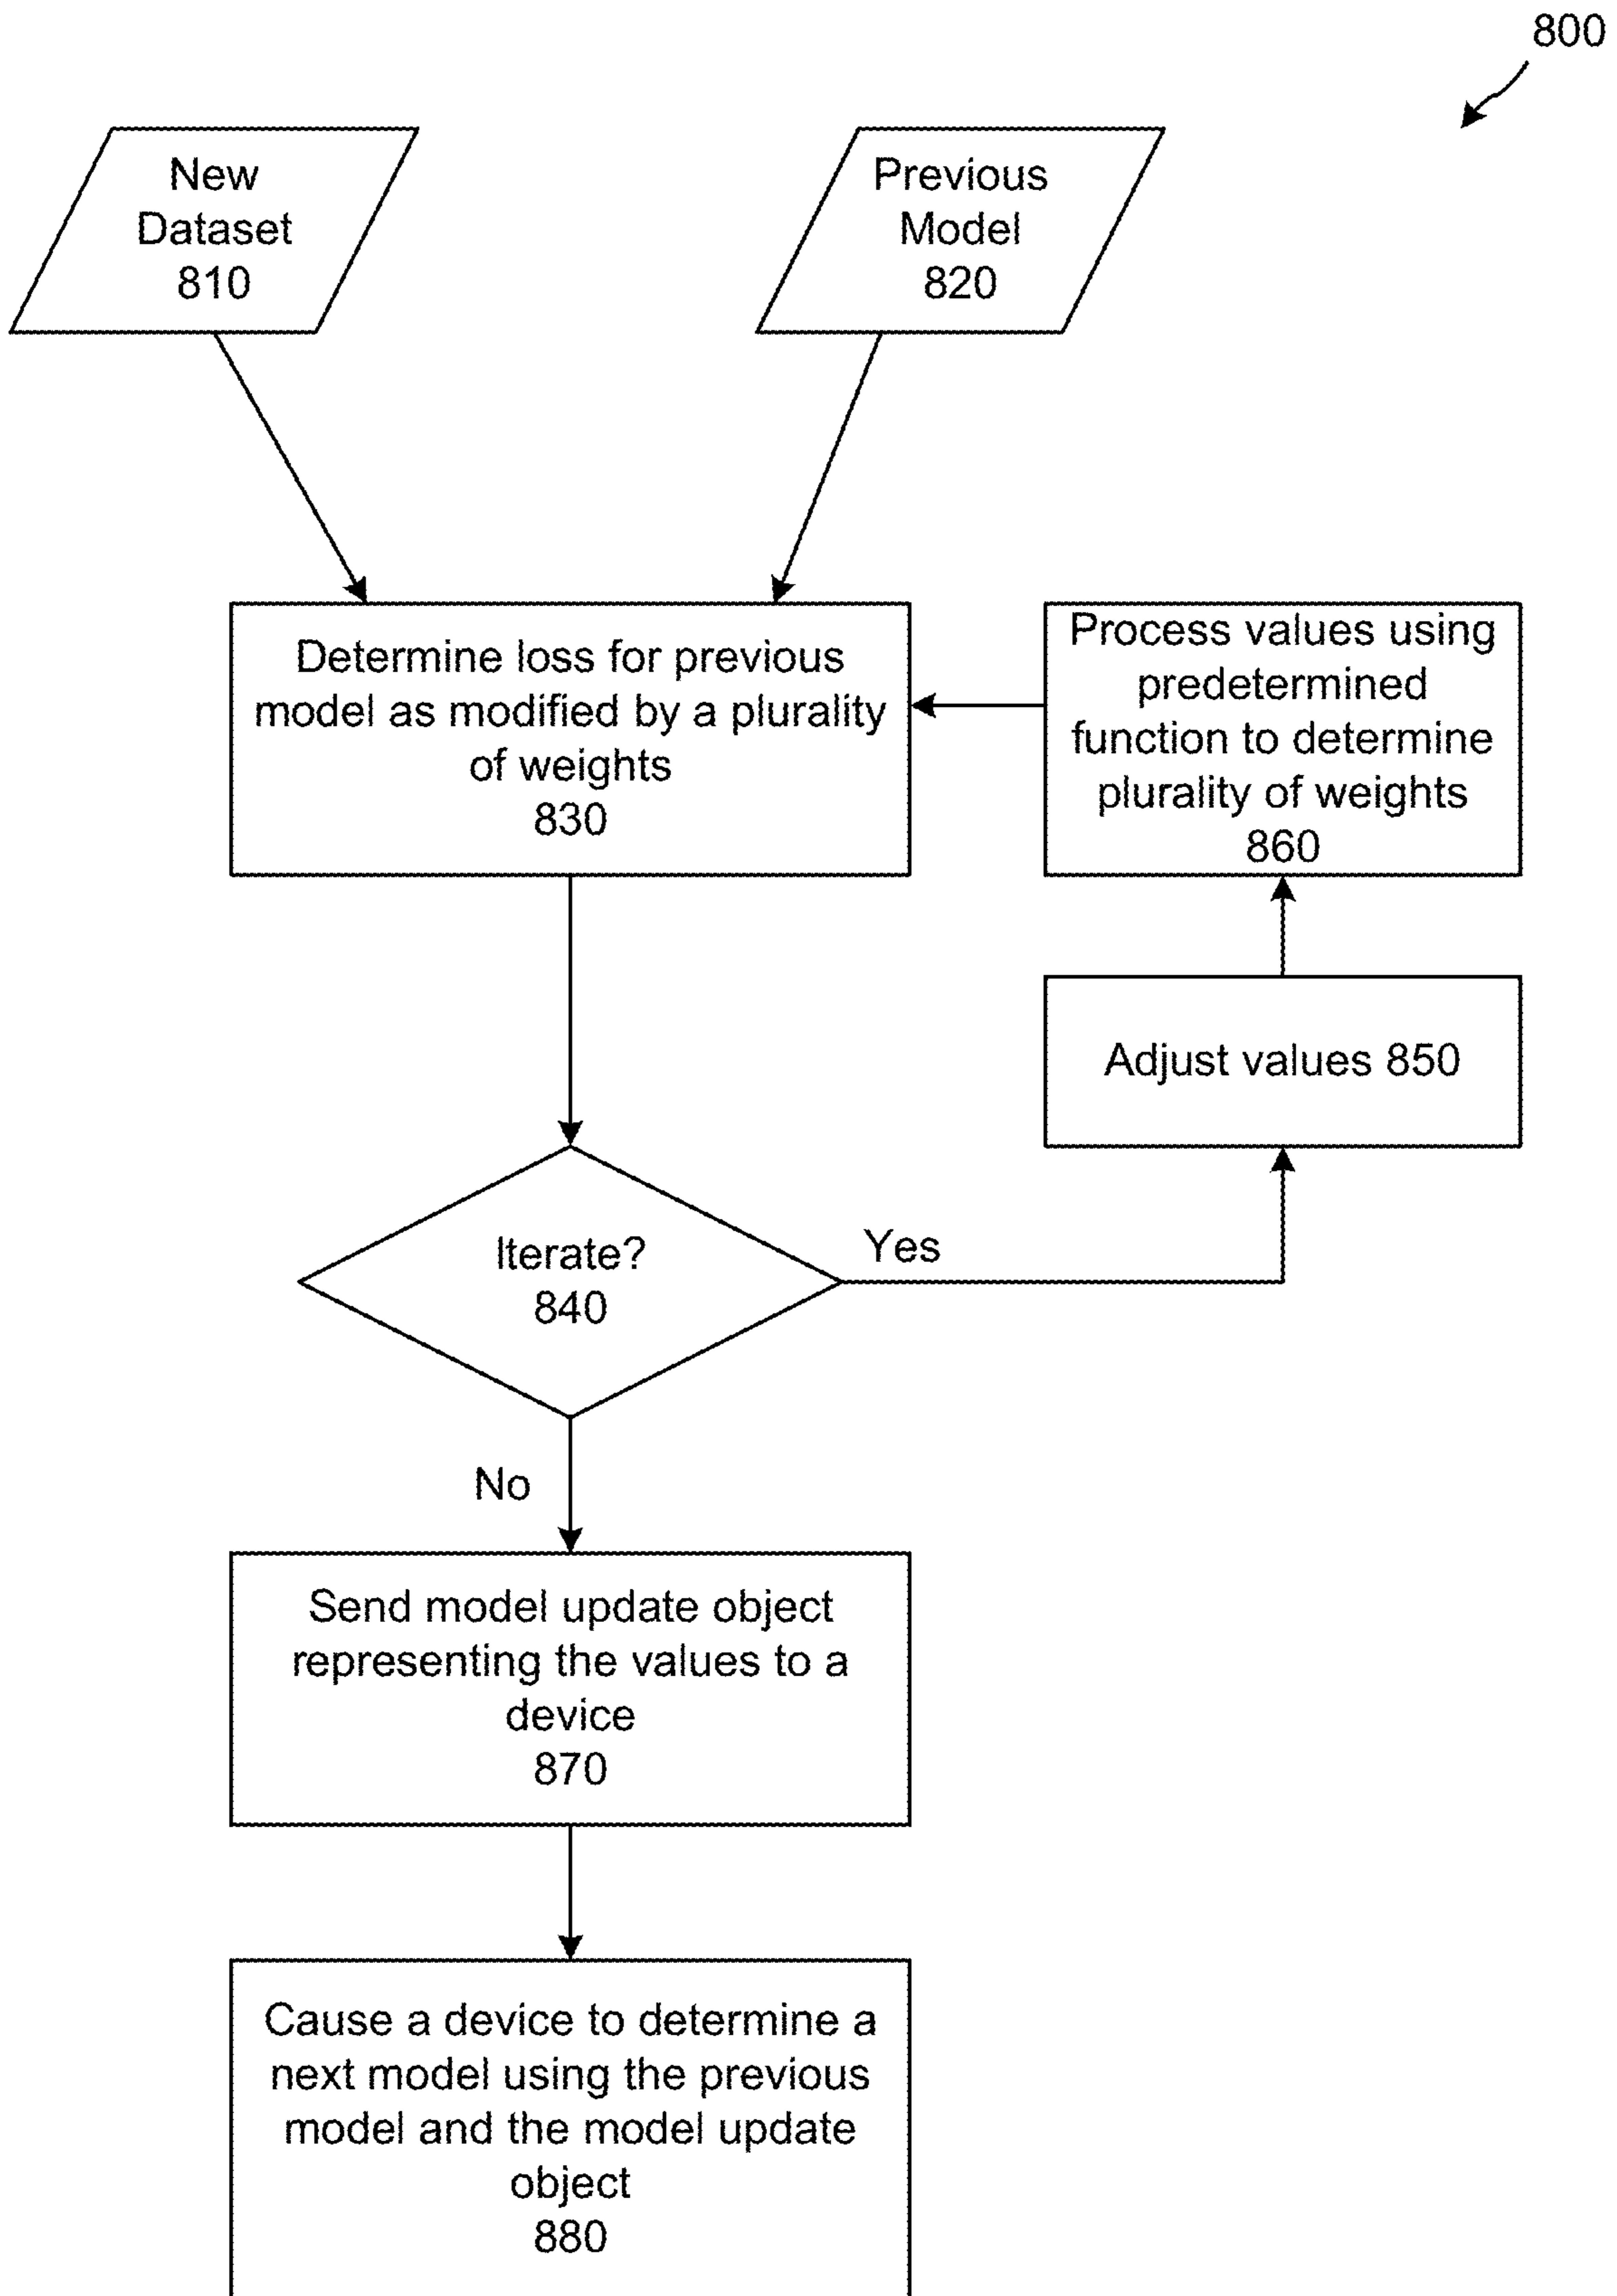 800
New
Dataset
810
Previous
Model
820
Determine loss for previous
model as modified by a plurality
of weights
830
Process values using
predetermined
function to determine
plurality of weights
860
Adjust values 850
Iterate?
840
Yes
No
Send model update object
representing the values to a
device
870
Cause a device to determine a
next model using the previous
model and the model update
object
880